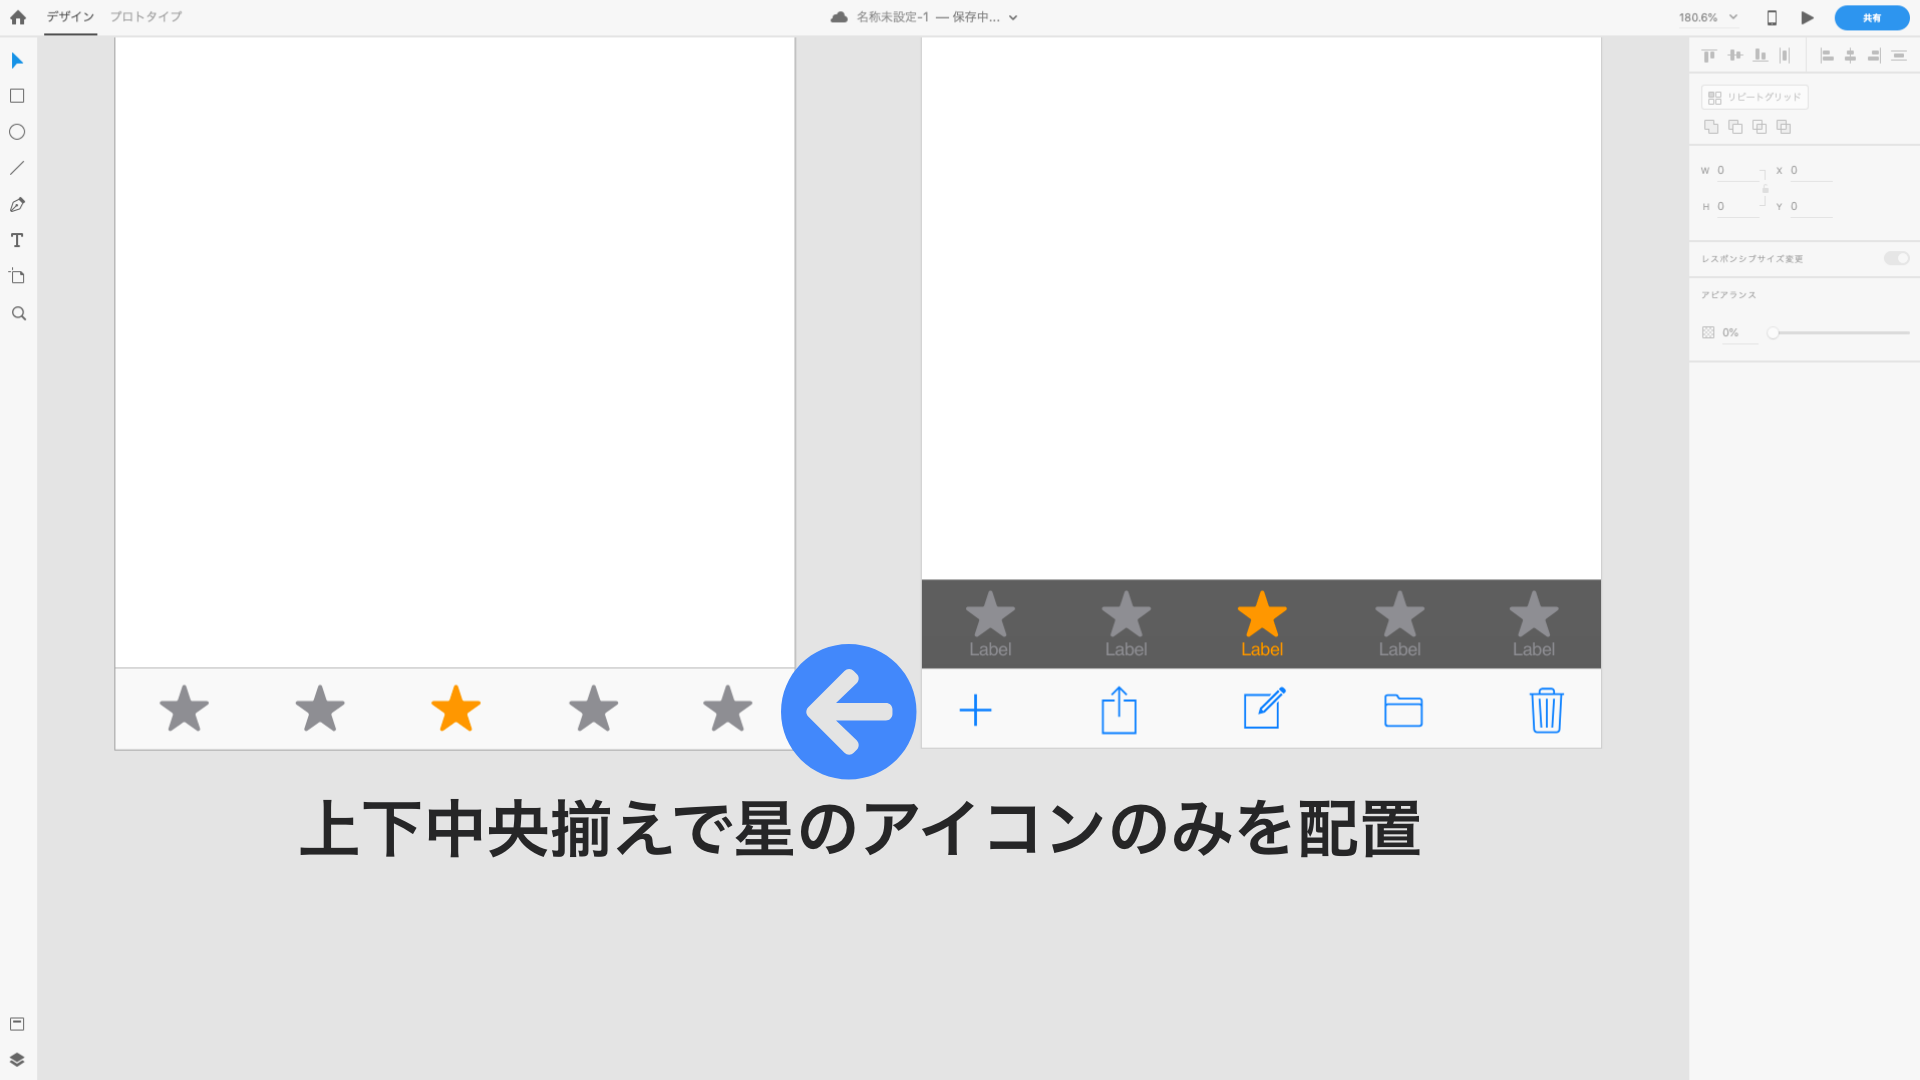 デザイン プロトタイプ 名称未設定-1 — 保存中... 180.6% 共有
リピートグリッド
W 0 X 0
H 0 Y 0
レスポンシブサイズ変更
アピアランス
0%
Label Label Label Label Label
上下中央揃えで星のアイコンのみを配置